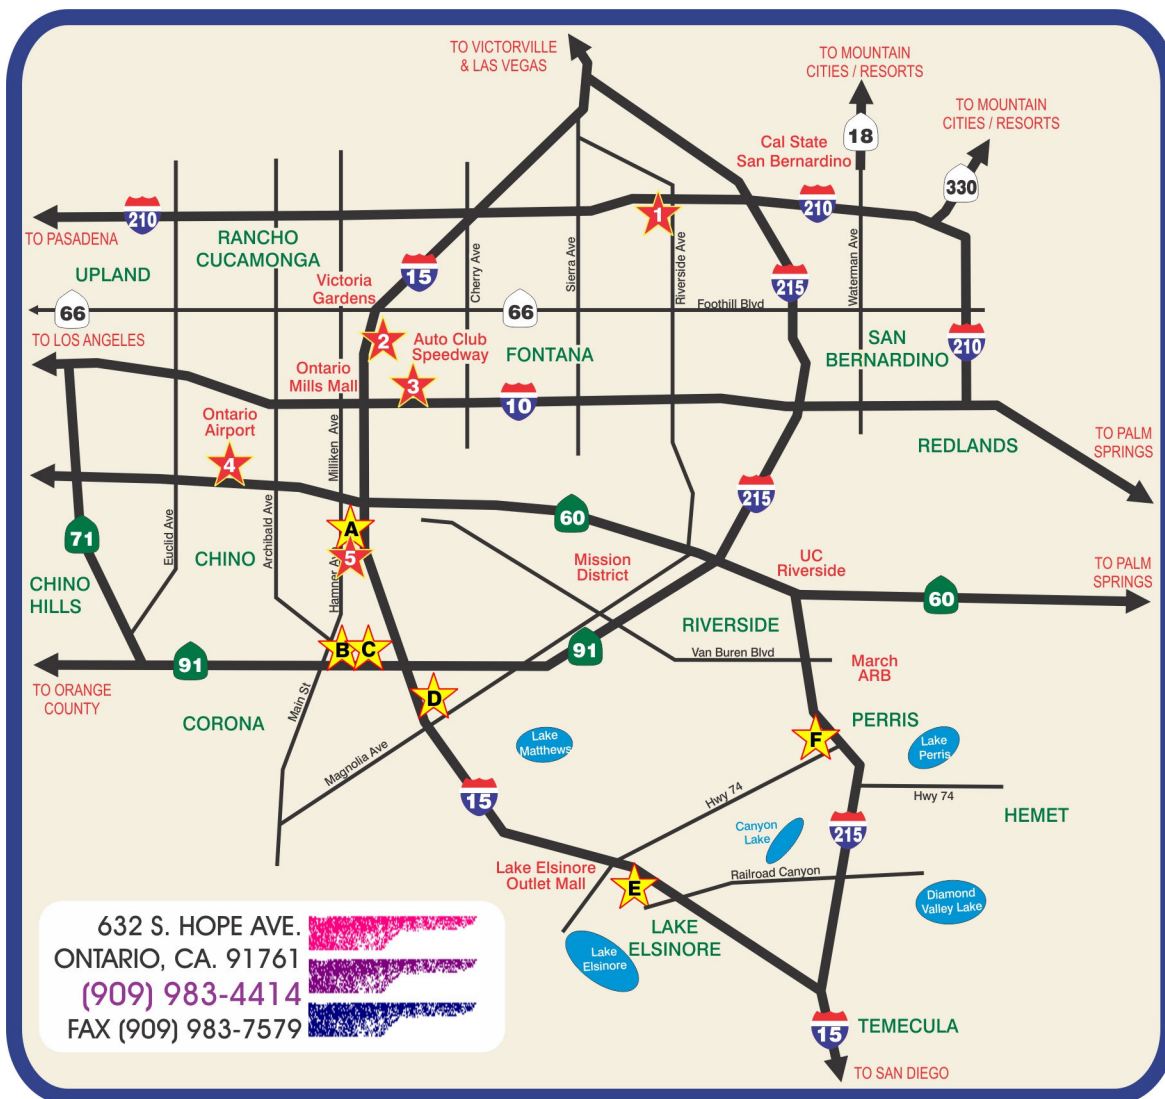 TO VICTORVILLE
& LAS VEGAS
TO MOUNTAIN
CITIES / RESORTS
TO MOUNTAIN
CITIES / RESORTS
18
Cal State
San Bernardino
330
210
1
210
TO PASADENA
RANCHO
CUCAMONGA
UPLAND
Victoria
Gardens
15
Cherry Ave
Sierra Ave
Riverside Ave
215
Waterman Ave
66
66
Foothill Blvd
TO LOS ANGELES
2
Auto Club
Speedway
FONTANA
SAN
BERNARDINO
210
Ontario
Mills Mall
3
10
Ontario
Airport
4
Milliken Ave
REDLANDS
TO PALM
SPRINGS
215
71
Euclid Ave
Archibald Ave
A
60
CHINO
5
Hamner Av
Mission
District
UC
Riverside
TO PALM
SPRINGS
CHINO
HILLS
60
RIVERSIDE
B
C
91
91
Van Buren Blvd
March
ARB
TO ORANGE
COUNTY
CORONA
Main St
D
PERRIS
F
Lake
Matthews
Lake
Perris
Magnolia Ave
15
Hwy 74
Hwy 74
HEMET
Canyon
Lake
215
Lake Elsinore
Outlet Mall
E
Railroad Canyon
Diamond
Valley Lake
LAKE
ELSINORE
Lake
Elsinore
632 S. HOPE AVE.
ONTARIO, CA. 91761
(909) 983-4414
FAX (909) 983-7579
15
TEMECULA
TO SAN DIEGO